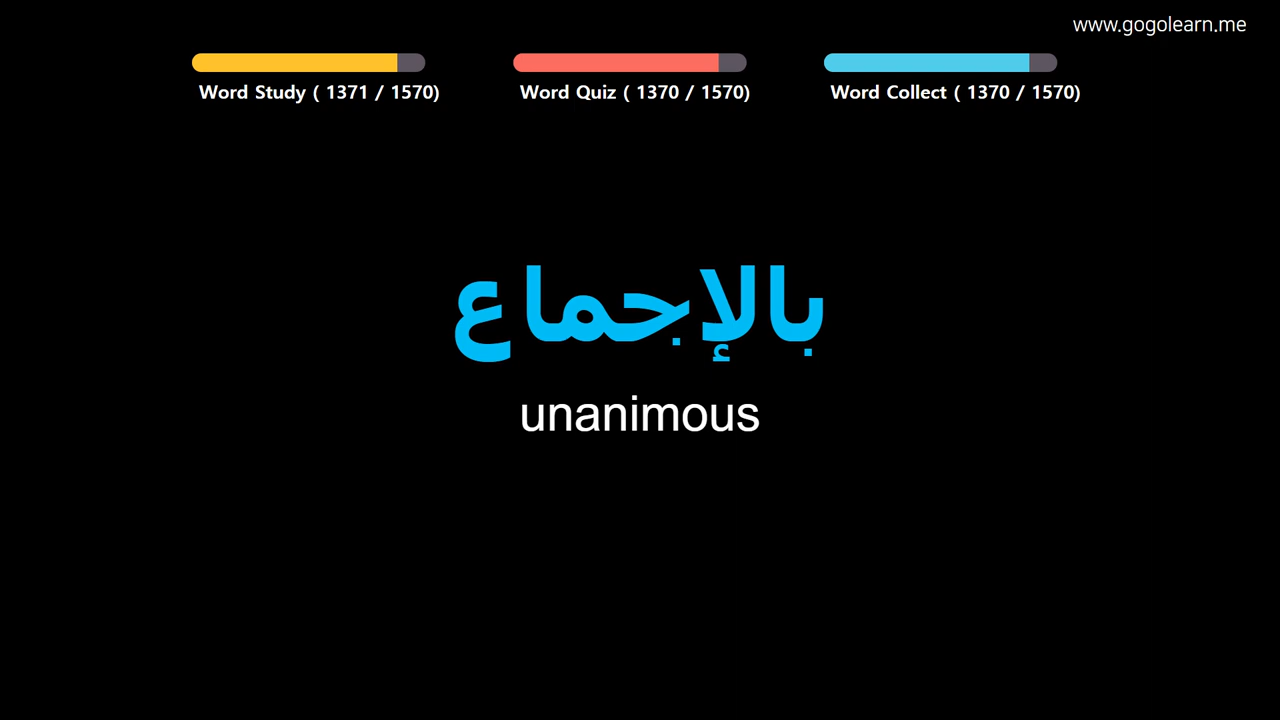 www.gogolearn.me
Word Study ( 1371 / 1570)
Word Quiz ( 1370 / 1570)
Word Collect ( 1370 / 1570)
بالإجماع
unanimous